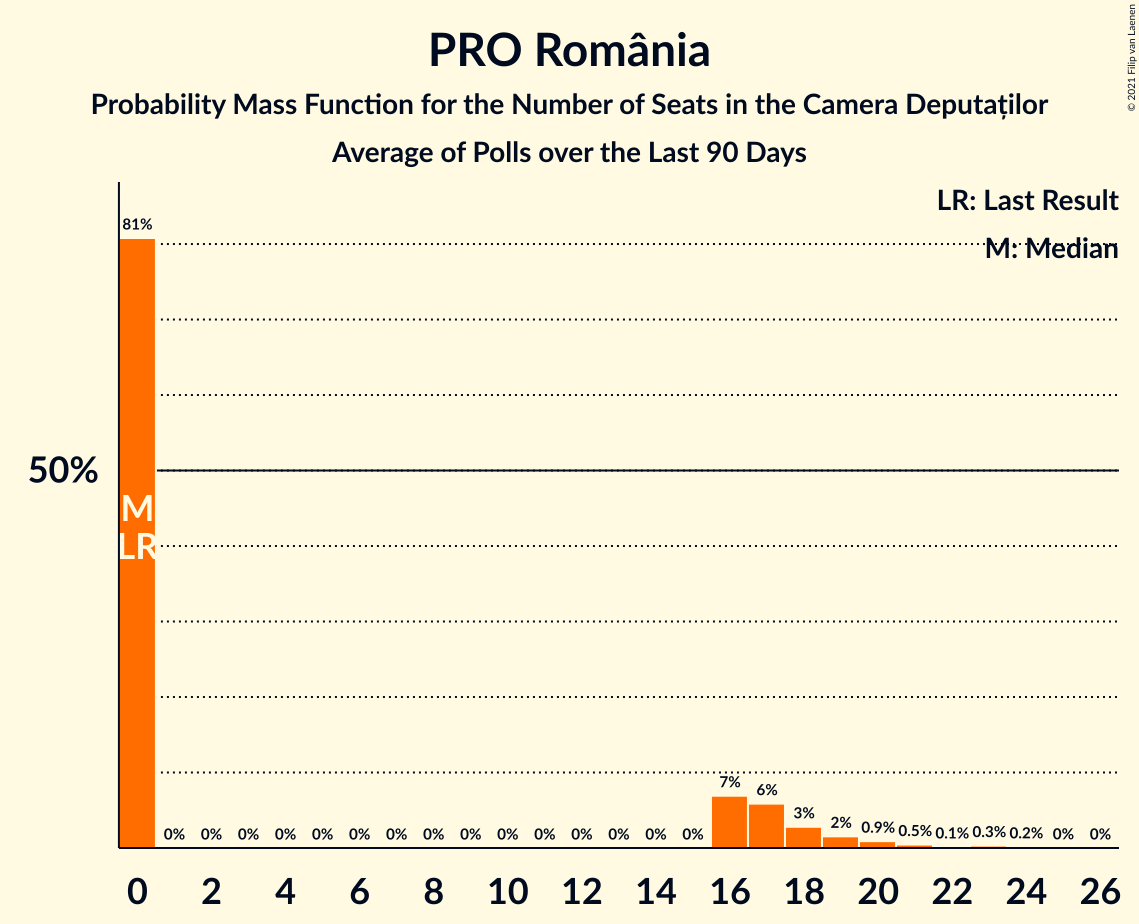 PRO România
Probability Mass Function for the Number of Seats in the Camera Deputaților
Average of Polls over the Last 90 Days
© 2021 Filip van Laenen
LR: Last Result
M: Median
81%
50%
M
LR
0% 0% 0% 0% 0% 0% 0% 0% 0% 0% 0% 0% 0% 0% 0% 7% 6% 3% 2% 0.9% 0.5% 0.1% 0.3% 0.2% 0% 0%
0 2 4 6 8 10 12 14 16 18 20 22 24 26